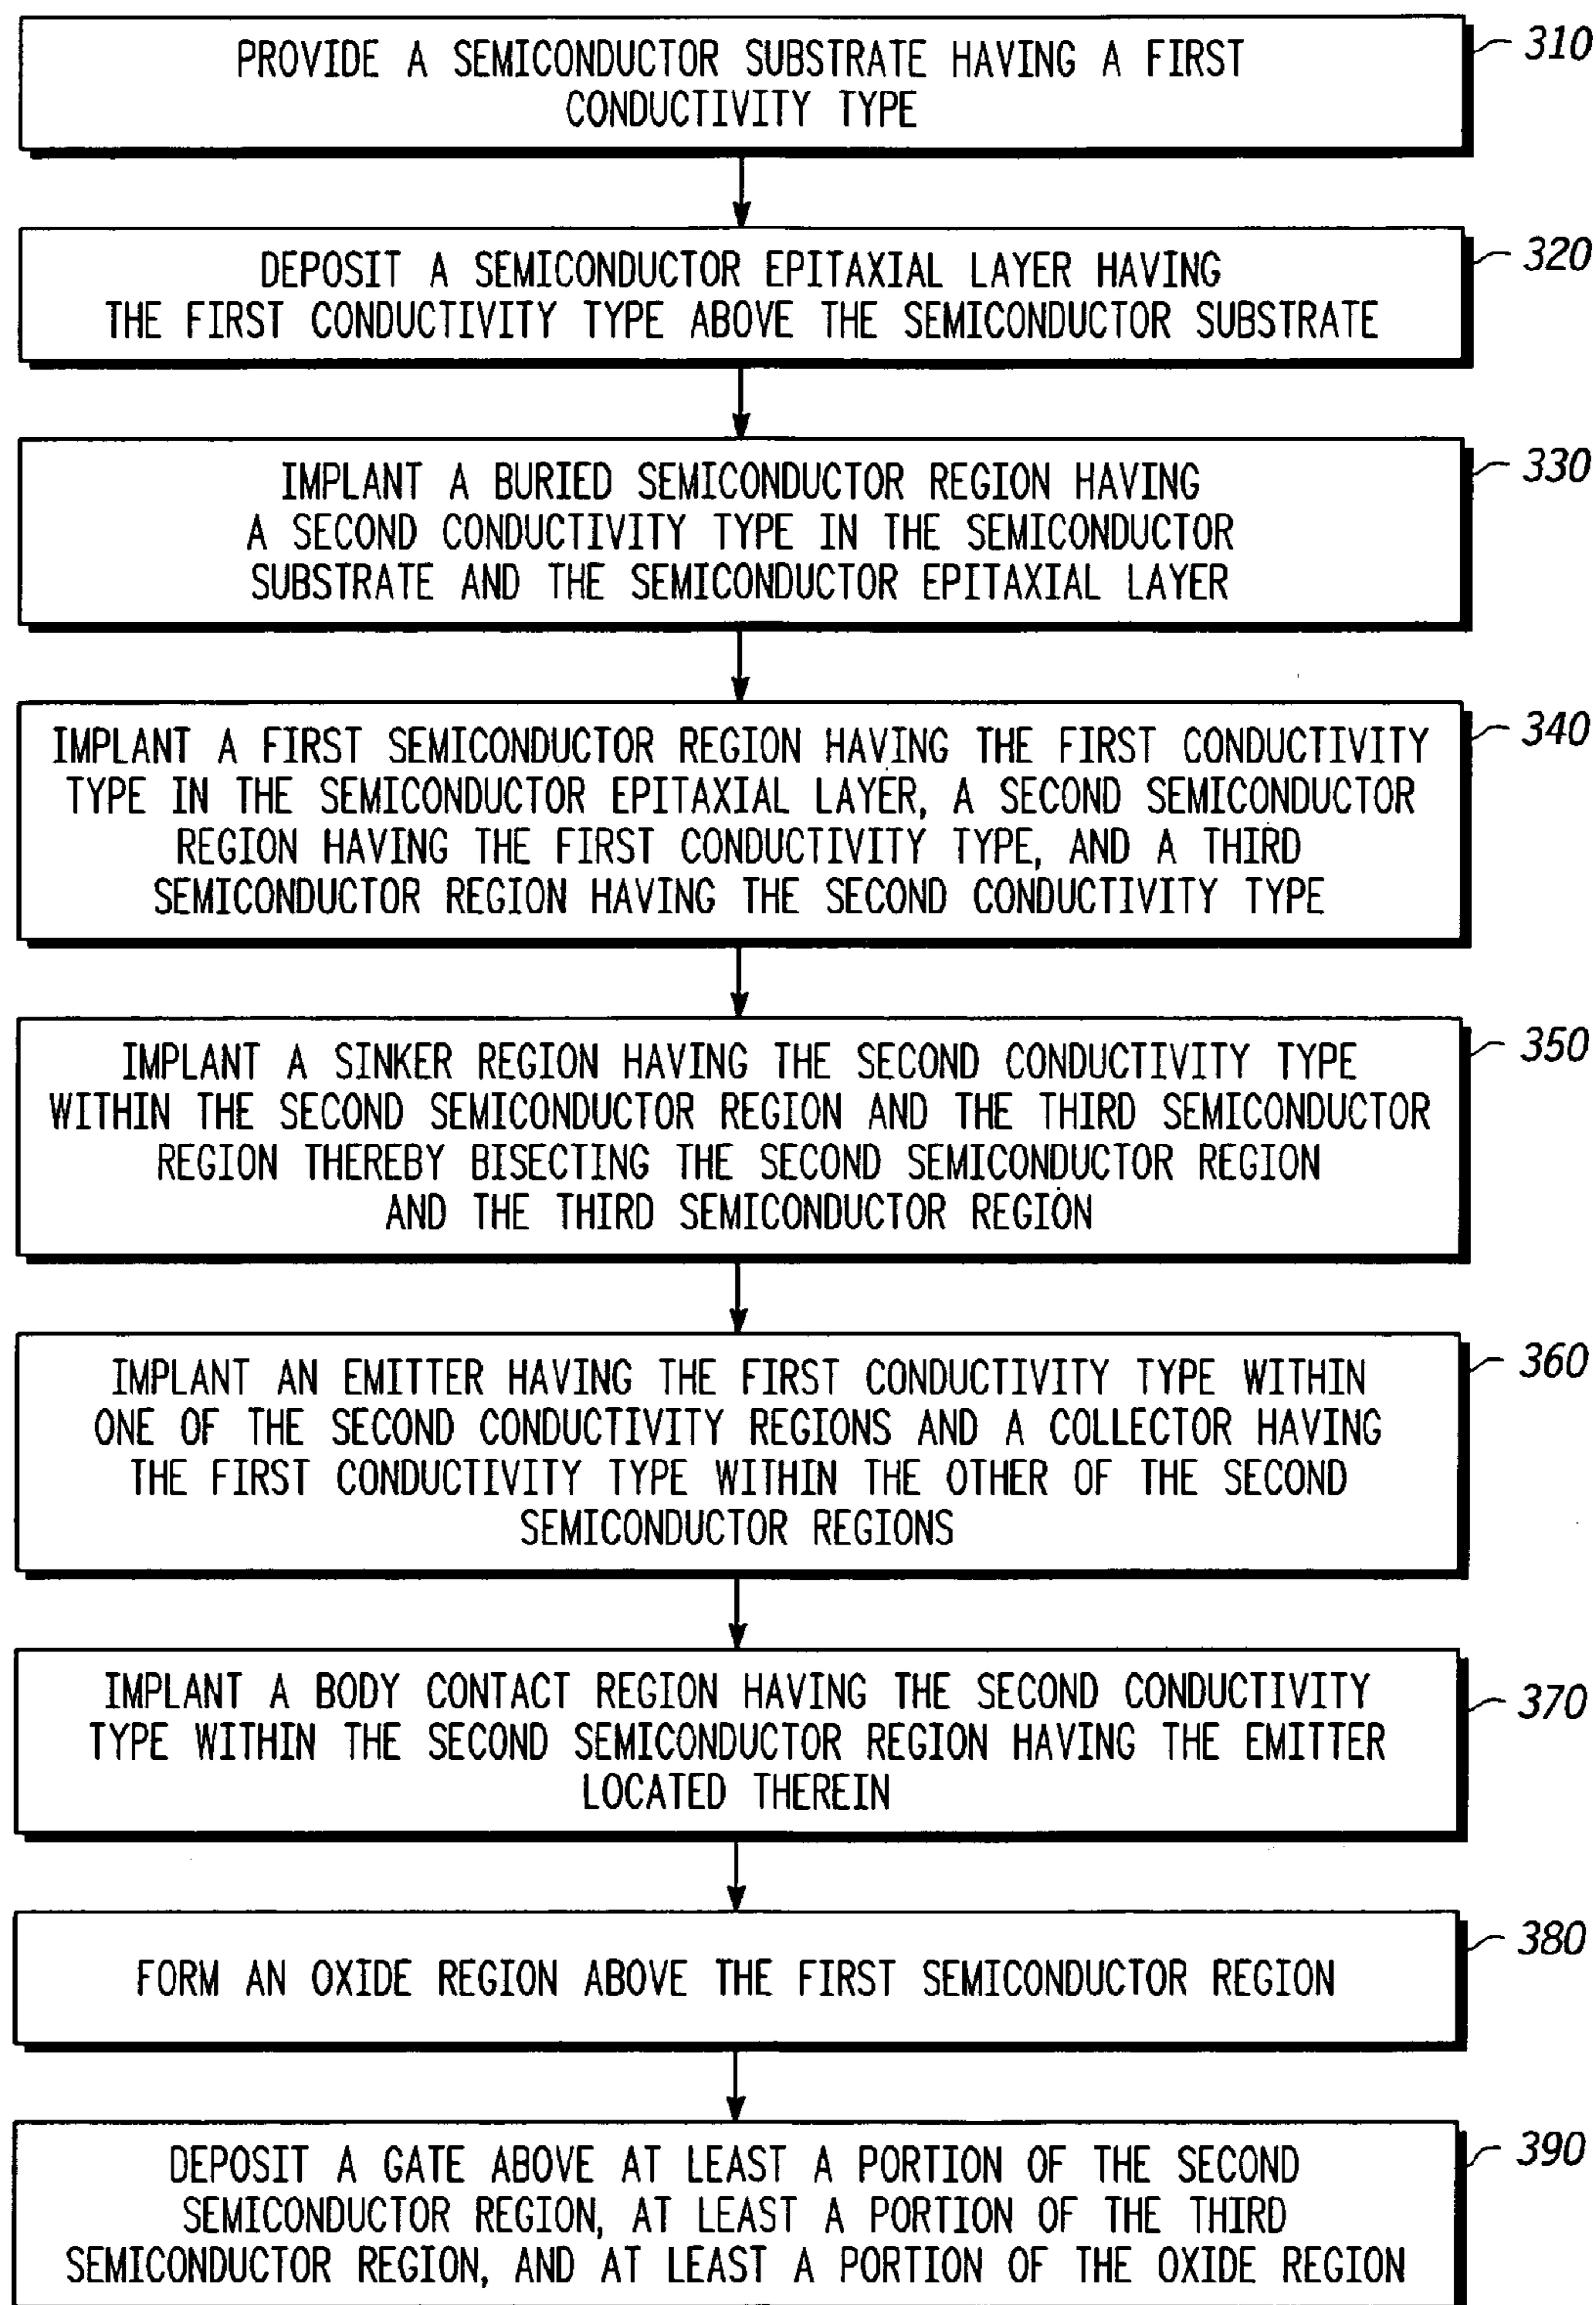 PROVIDE A SEMICONDUCTOR SUBSTRATE HAVING A FIRST
CONDUCTIVITY TYPE
310
DEPOSIT A SEMICONDUCTOR EPITAXIAL LAYER HAVING
THE FIRST CONDUCTIVITY TYPE ABOVE THE SEMICONDUCTOR SUBSTRATE
320
IMPLANT A BURIED SEMICONDUCTOR REGION HAVING
A SECOND CONDUCTIVITY TYPE IN THE SEMICONDUCTOR
SUBSTRATE AND THE SEMICONDUCTOR EPITAXIAL LAYER
330
IMPLANT A FIRST SEMICONDUCTOR REGION HAVING THE FIRST CONDUCTIVITY
TYPE IN THE SEMICONDUCTOR EPITAXIAL LAYER, A SECOND SEMICONDUCTOR
REGION HAVING THE FIRST CONDUCTIVITY TYPE, AND A THIRD
SEMICONDUCTOR REGION HAVING THE SECOND CONDUCTIVITY TYPE
340
IMPLANT A SINKER REGION HAVING THE SECOND CONDUCTIVITY TYPE
WITHIN THE SECOND SEMICONDUCTOR REGION AND THE THIRD SEMICONDUCTOR
REGION THEREBY BISECTING THE SECOND SEMICONDUCTOR REGION
AND THE THIRD SEMICONDUCTOR REGION
350
IMPLANT AN EMITTER HAVING THE FIRST CONDUCTIVITY TYPE WITHIN
ONE OF THE SECOND CONDUCTIVITY REGIONS AND A COLLECTOR HAVING
THE FIRST CONDUCTIVITY TYPE WITHIN THE OTHER OF THE SECOND
SEMICONDUCTOR REGIONS
360
IMPLANT A BODY CONTACT REGION HAVING THE SECOND CONDUCTIVITY
TYPE WITHIN THE SECOND SEMICONDUCTOR REGION HAVING THE EMITTER
LOCATED THEREIN
370
FORM AN OXIDE REGION ABOVE THE FIRST SEMICONDUCTOR REGION
380
DEPOSIT A GATE ABOVE AT LEAST A PORTION OF THE SECOND
SEMICONDUCTOR REGION, AT LEAST A PORTION OF THE THIRD
SEMICONDUCTOR REGION, AND AT LEAST A PORTION OF THE OXIDE REGION
390